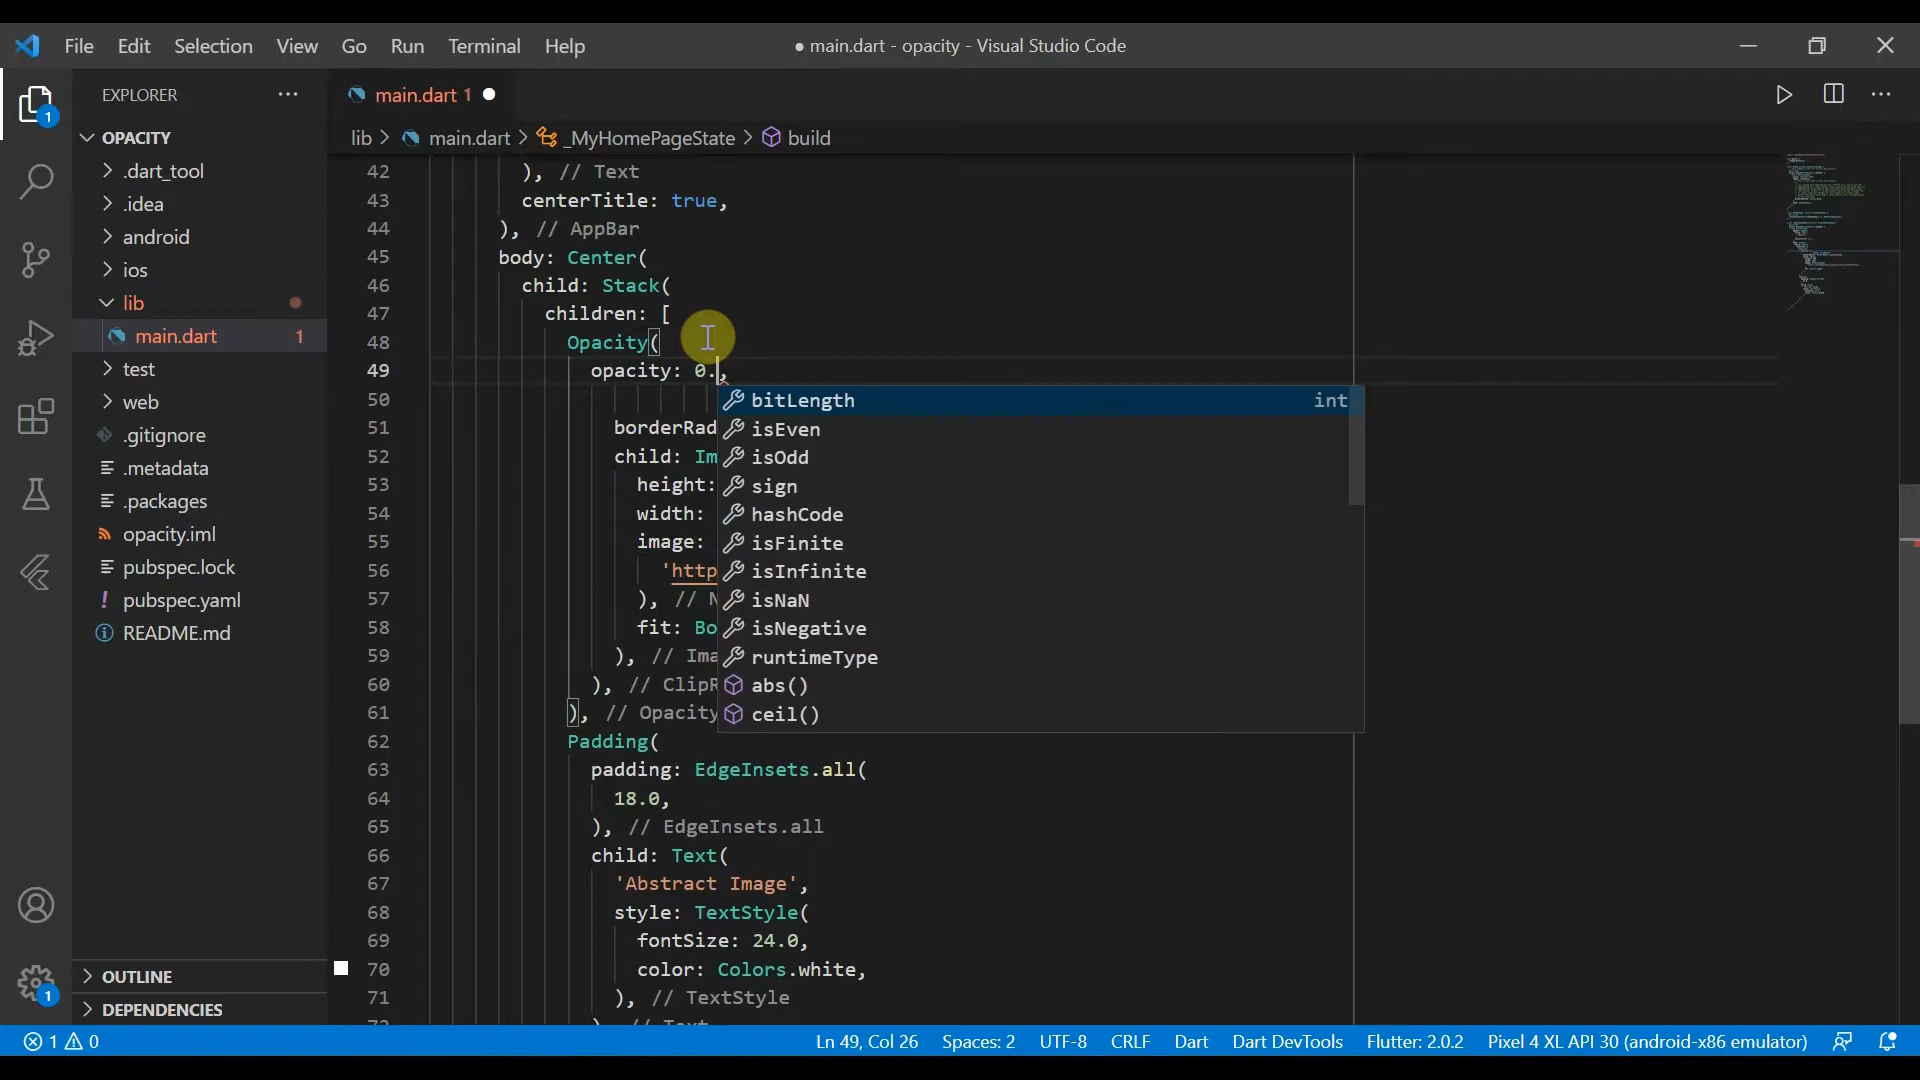 File Edit Selection View Go Run Terminal Help
● main.dart - opacity - Visual Studio Code
EXPLORER
OPACITY
.dart_tool
.idea
android
ios
lib
main.dart 1
test
web
.gitignore
.metadata
.packages
opacity.iml
pubspec.lock
pubspec.yaml
README.md
OUTLINE
DEPENDENCIES
1
1
main.dart 1
lib > main.dart > _MyHomePageState > build
42 ), // Text
43 centerTitle: true,
44 ), // AppBar
45 body: Center(
46 child: Stack(
47 children: [
48 Opacity(
49 opacity: 0.,
50
51 borderRad
52 child: Im
53 height:
54 width:
55 image:
56 'http
57 ), // N
58 fit: Bo
59 ), // Ima
60 ), // ClipR
61 ), // Opacity
62 Padding(
63 padding: EdgeInsets.all(
64 18.0,
65 ), // EdgeInsets.all
66 child: Text(
67 'Abstract Image',
68 style: TextStyle(
69 fontSize: 24.0,
70 color: Colors.white,
71 ), // TextStyle
72 ), // Text
bitLength int
isEven
isOdd
sign
hashCode
isFinite
isInfinite
isNaN
isNegative
runtimeType
abs()
ceil()
1 0
Ln 49, Col 26 Spaces: 2 UTF-8 CRLF Dart Dart DevTools Flutter: 2.0.2 Pixel 4 XL API 30 (android-x86 emulator)